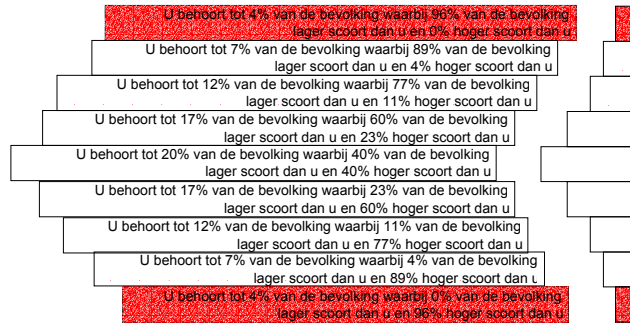 U behoort tot 4% van de bevolking waarbij 96% van de bevolking
lager scoort dan u en 0% hoger scoort dan u
U behoort tot 7% van de bevolking waarbij 89% van de bevolking
lager scoort dan u en 4% hoger scoort dan u
U behoort tot 12% van de bevolking waarbij 77% van de bevolking
lager scoort dan u en 11% hoger scoort dan u
U behoort tot 17% van de bevolking waarbij 60% van de bevolking
lager scoort dan u en 23% hoger scoort dan u
U behoort tot 20% van de bevolking waarbij 40% van de bevolking
lager scoort dan u en 40% hoger scoort dan u
U behoort tot 17% van de bevolking waarbij 23% van de bevolking
lager scoort dan u en 60% hoger scoort dan u
U behoort tot 12% van de bevolking waarbij 11% van de bevolking
lager scoort dan u en 77% hoger scoort dan u
U behoort tot 7% van de bevolking waarbij 4% van de bevolking
lager scoort dan u en 89% hoger scoort dan u
U behoort tot 4% van de bevolking waarbij 0% van de bevolking
lager scoort dan u en 96% hoger scoort dan u